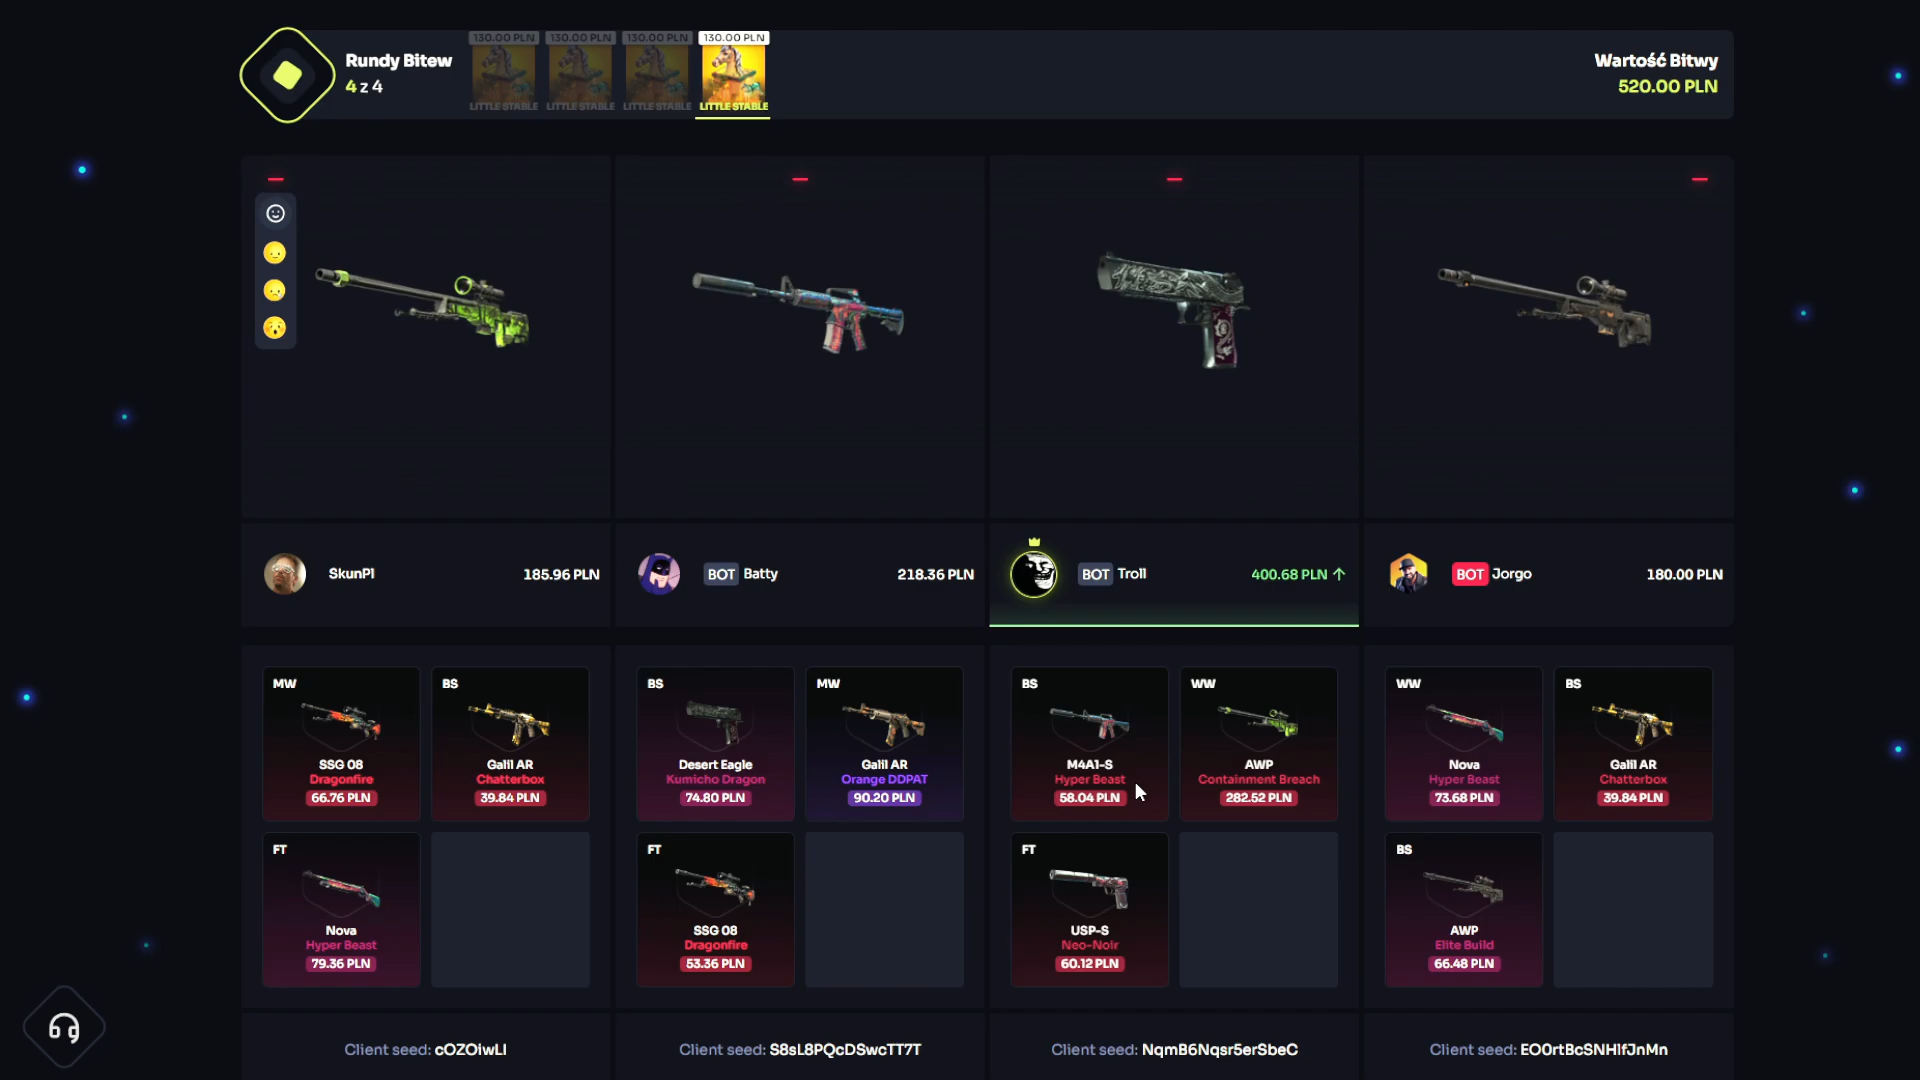 Rundy Bitew
4 z 4
130.00 PLN
LITTLE STABLE
130.00 PLN
LITTLE STABLE
130.00 PLN
LITTLE STABLE
130.00 PLN
LITTLE STABLE
Wartość Bitwy
520.00 PLN
SkunPl
185.96 PLN
BOT Batty
218.36 PLN
BOT Troll
400.68 PLN
BOT Jorgo
180.00 PLN
MW
SSG 08
Dragonfire
66.76 PLN
BS
Galil AR
Chatterbox
39.84 PLN
BS
Desert Eagle
Kumicho Dragon
74.80 PLN
MW
Galil AR
Orange DDPAT
90.20 PLN
BS
M4A1-S
Hyper Beast
58.04 PLN
WW
AWP
Containment Breach
282.52 PLN
WW
Nova
Hyper Beast
73.68 PLN
BS
Galil AR
Chatterbox
39.84 PLN
FT
Nova
Hyper Beast
79.36 PLN
FT
SSG 08
Dragonfire
53.36 PLN
FT
USP-S
Neo-Noir
60.12 PLN
BS
AWP
Elite Build
66.48 PLN
Client seed: cOZOiwLI
Client seed: S8sL8PQcDSwcTT7T
Client seed: NqmB6Nqsr5erSbeC
Client seed: EO0rtBcSNHlfJnMn